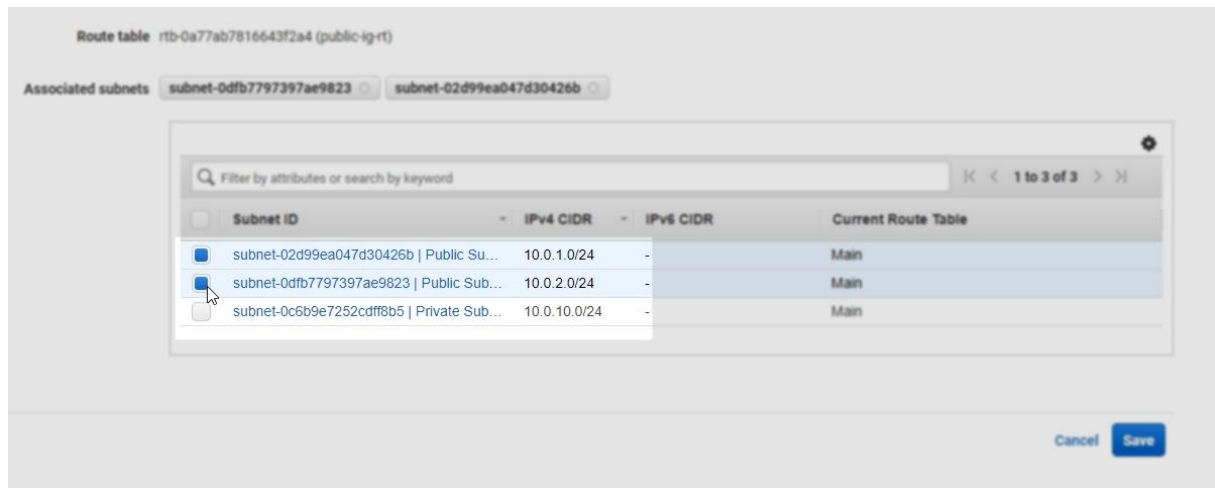 Route table rtb-0a77ab7816643f2a4 (public-ig-rt)
Associated subnets subnet-0dfb7797397ae9823 subnet-02d99ea047d30426b
Filter by attributes or search by keyword 1 to 3 of 3
Subnet ID IPv4 CIDR IPv6 CIDR Current Route Table
subnet-02d99ea047d30426b | Public Su... 10.0.1.0/24 - Main
subnet-0dfb7797397ae9823 | Public Sub... 10.0.2.0/24 - Main
subnet-0c6b9e7252cdff8b5 | Private Sub... 10.0.10.0/24 - Main
Cancel Save